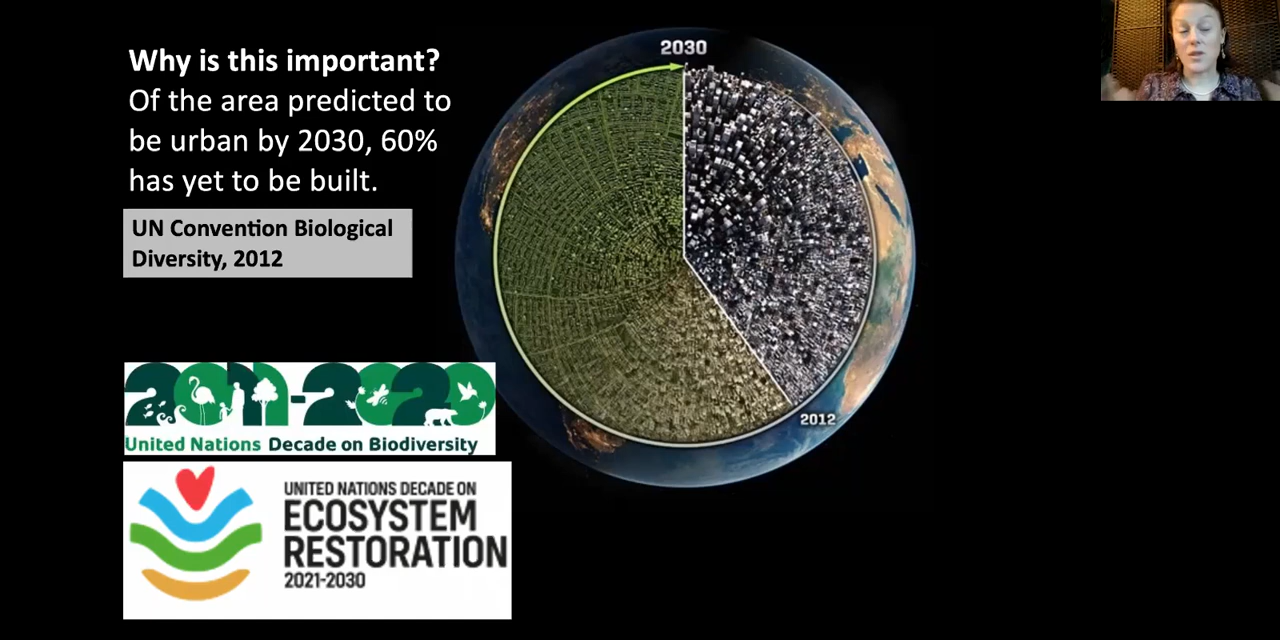 Why is this important?
Of the area predicted to
be urban by 2030, 60%
has yet to be built.
UN Convention Biological
Diversity, 2012
2030
2012
2011-2020
United Nations Decade on Biodiversity
UNITED NATIONS DECADE ON
ECOSYSTEM
RESTORATION
2021-2030